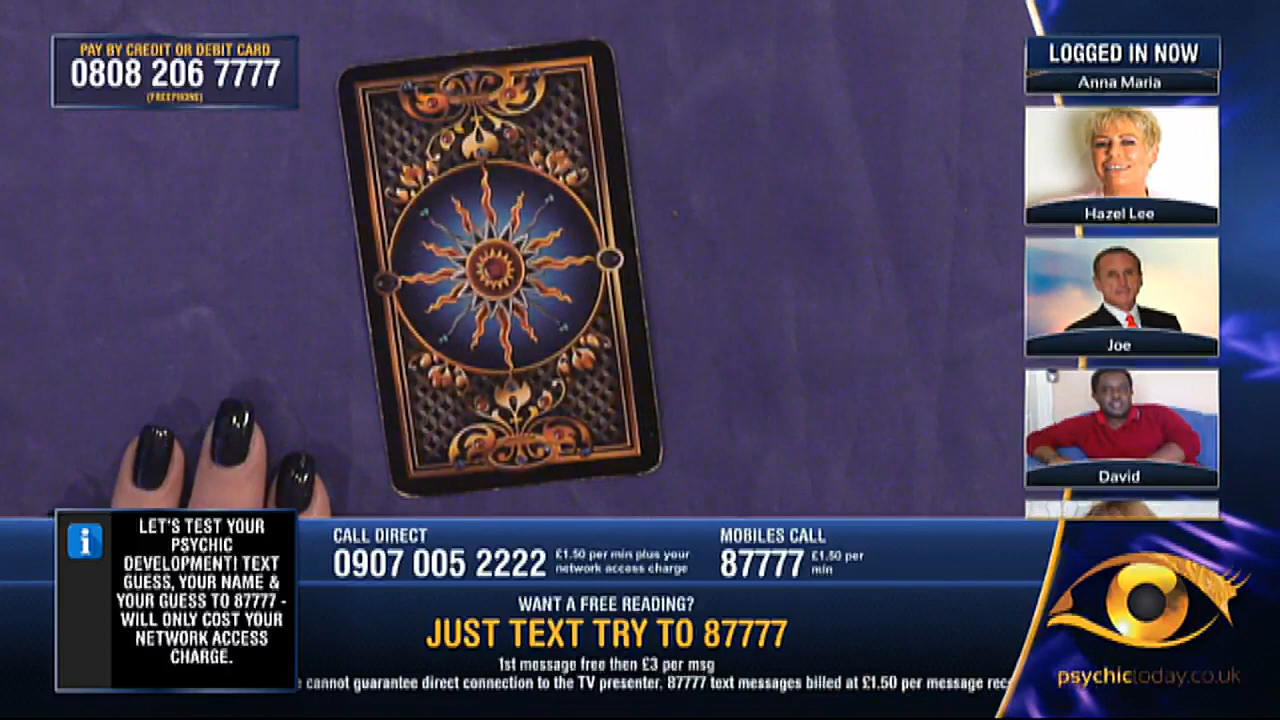 PAY BY CREDIT OR DEBIT CARD
0808 206 7777
(FREEPHONE)
LOGGED IN NOW
Anna Maria
Hazel Lee
Joe
David
LET'S TEST YOUR
PSYCHIC
DEVELOPMENT! TEXT
GUESS, YOUR NAME &
YOUR GUESS TO 87777 -
WILL ONLY COST YOUR
NETWORK ACCESS
CHARGE.
CALL DIRECT
0907 005 2222 £1.50 per min plus your
network access charge
MOBILES CALL
87777 £1.50 per
min
WANT A FREE READING?
JUST TEXT TRY TO 87777
1st message free then £3 per msg
cannot guarantee direct connection to the TV presenter, 87777 text messages billed at £1.50 per message
psychictoday.co.uk